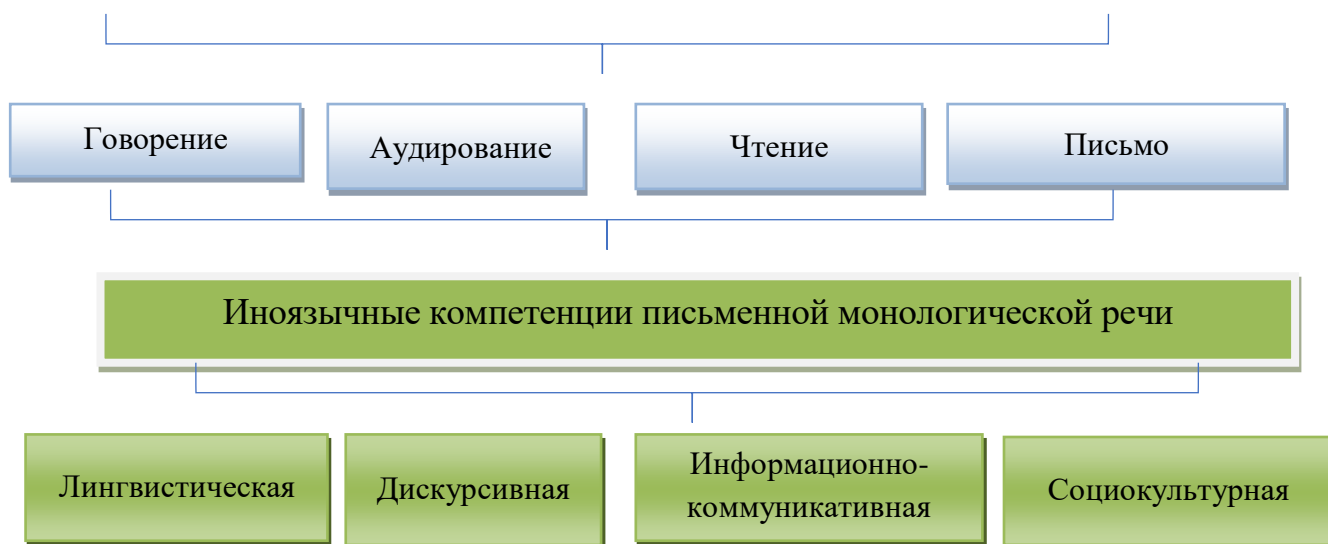 Говорение
Аудирование
Чтение
Письмо
Иноязычные компетенции письменной монологической речи
Лингвистическая
Дискурсивная
Информационно-
коммуникативная
Социокультурная